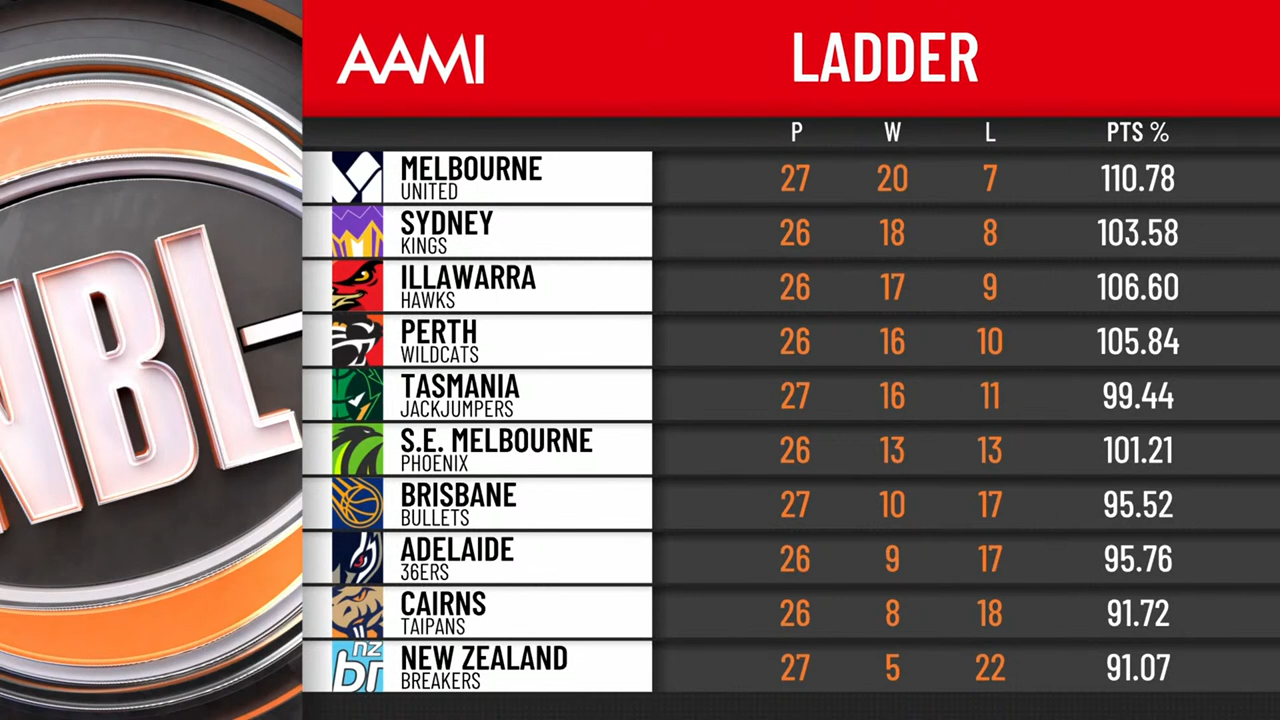 AAMI LADDER
P W L PTS %
MELBOURNE
UNITED
27 20 7 110.78
SYDNEY
KINGS
26 18 8 103.58
ILLAWARRA
HAWKS
26 17 9 106.60
PERTH
WILDCATS
26 16 10 105.84
TASMANIA
JACKJUMPERS
27 16 11 99.44
S.E. MELBOURNE
PHOENIX
26 13 13 101.21
BRISBANE
BULLETS
27 10 17 95.52
ADELAIDE
36ERS
26 9 17 95.76
CAIRNS
TAIPANS
26 8 18 91.72
NEW ZEALAND
BREAKERS
27 5 22 91.07
NBL
nz
br